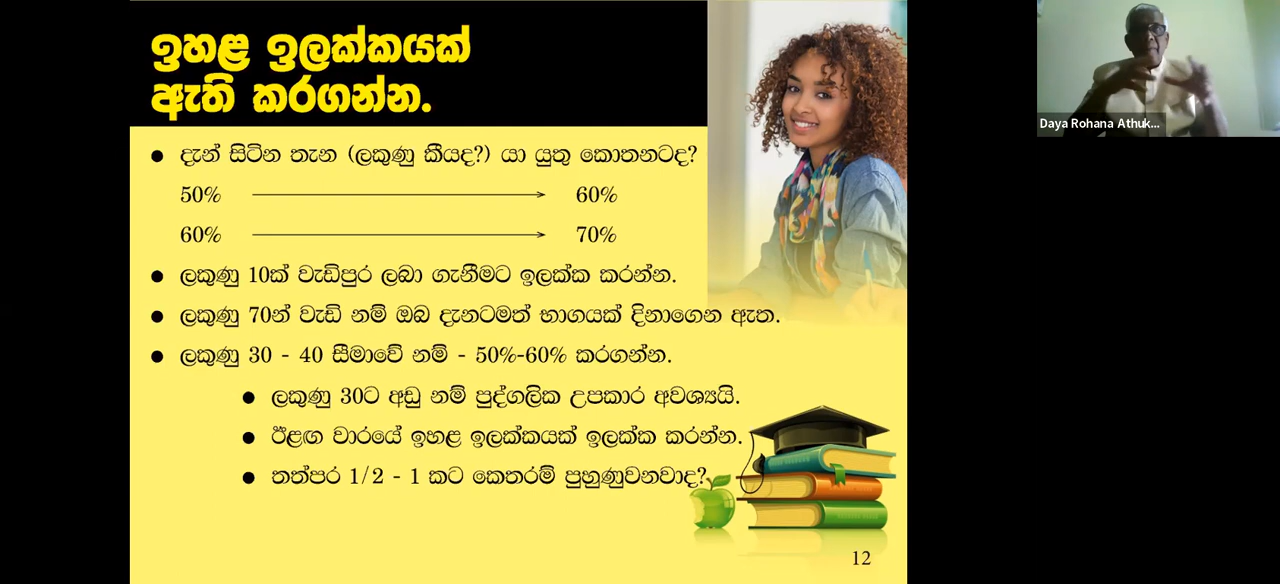 ඉහළ ඉලක්කයක්
ඇති කරගන්න.
● දැන් සිටින තැන (ලකුණු කීයද?) යා යුතු කොතනටද?
50% → 60%
60% → 70%
● ලකුණු 10ක් වැඩිපුර ලබා ගැනීමට ඉලක්ක කරන්න.
● ලකුණු 70න් වැඩි නම් ඔබ දැනටමත් භාගයක් දිනාගෙන ඇත.
● ලකුණු 30 - 40 සීමාවේ නම් - 50%-60% කරගන්න.
● ලකුණු 30ට අඩු නම් පුද්ගලික උපකාර අවශ්‍යයි.
● ඊළඟ වාරයේ ඉහළ ඉලක්කයක් ඉලක්ක කරන්න.
● තත්පර 1/2 - 1 කට කෙතරම් පුහුණුවනවාද?
12
Daya Rohana Athuk...